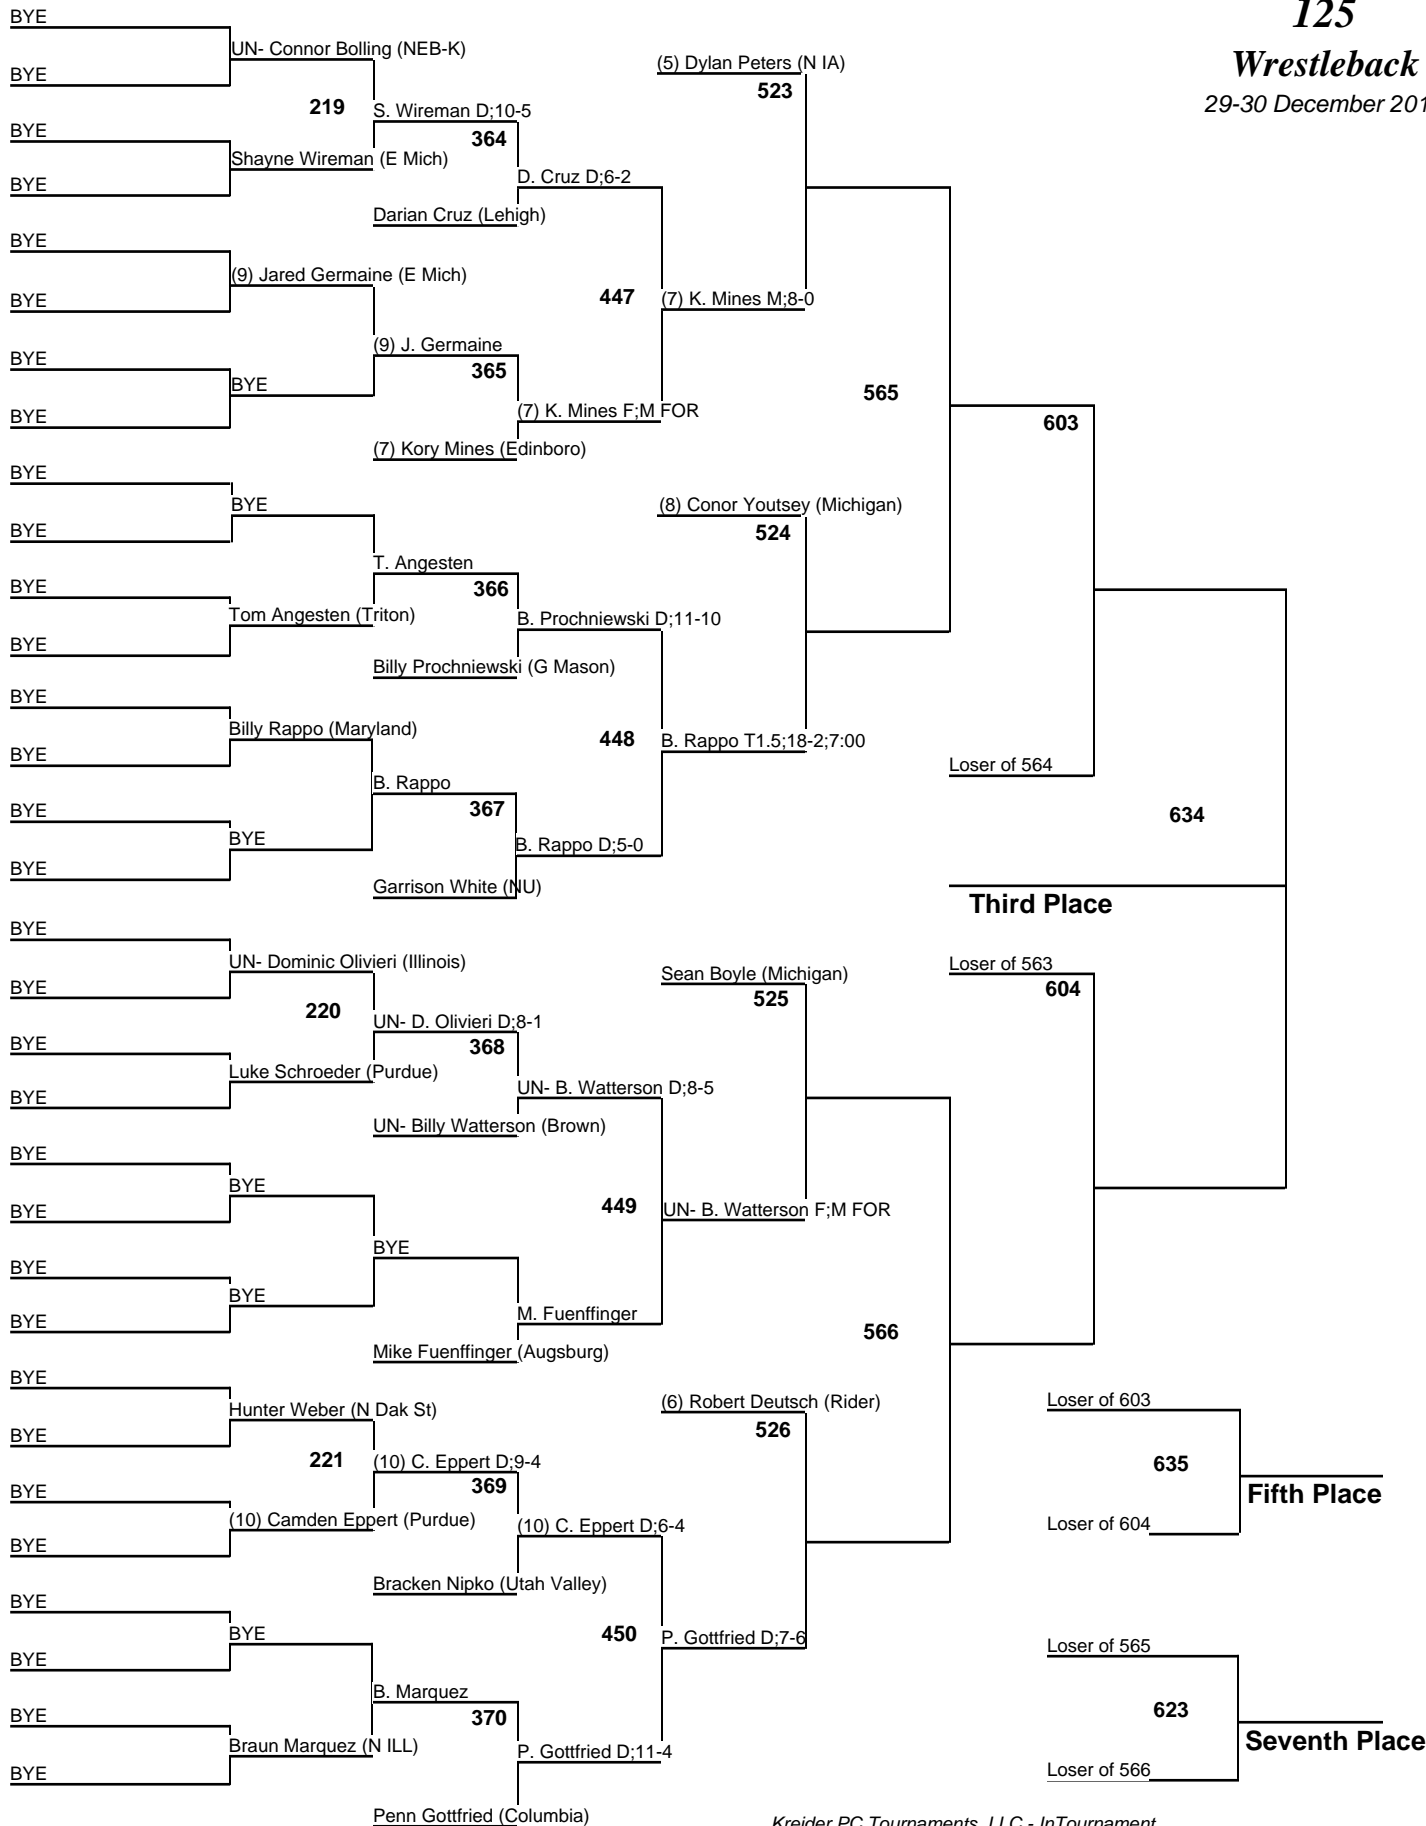 125
Wrestleback
29-30 December 201
BYE
UN- Connor Bolling (NEB-K)
(5) Dylan Peters (N IA)
BYE
523
219
S. Wireman D;10-5
BYE
364
Shayne Wireman (E Mich)
BYE
D. Cruz D;6-2
Darian Cruz (Lehigh)
BYE
(9) Jared Germaine (E Mich)
BYE
447
(7) K. Mines M;8-0
(9) J. Germaine
BYE
365
BYE
565
BYE
(7) K. Mines F;M FOR
603
(7) Kory Mines (Edinboro)
BYE
BYE
(8) Conor Youtsey (Michigan)
BYE
524
T. Angesten
BYE
366
Tom Angesten (Triton)
B. Prochniewski D;11-10
BYE
Billy Prochniewski (G Mason)
BYE
Billy Rappo (Maryland)
448
B. Rappo T1.5;18-2;7:00
BYE
Loser of 564
B. Rappo
BYE
367
634
BYE
B. Rappo D;5-0
BYE
Garrison White (NU)
Third Place
BYE
UN- Dominic Olivieri (Illinois)
Loser of 563
Sean Boyle (Michigan)
BYE
604
525
220
UN- D. Olivieri D;8-1
BYE
368
Luke Schroeder (Purdue)
UN- B. Watterson D;8-5
BYE
UN- Billy Watterson (Brown)
BYE
BYE
449
UN- B. Watterson F;M FOR
BYE
BYE
BYE
BYE
M. Fuenffinger
BYE
566
Mike Fuenffinger (Augsburg)
BYE
Loser of 603
(6) Robert Deutsch (Rider)
Hunter Weber (N Dak St)
526
BYE
221
(10) C. Eppert D;9-4
635
369
BYE
Fifth Place
(10) Camden Eppert (Purdue)
(10) C. Eppert D;6-4
Loser of 604
BYE
Bracken Nipko (Utah Valley)
BYE
BYE
450
P. Gottfried D;7-6
Loser of 565
BYE
B. Marquez
370
623
BYE
Braun Marquez (N ILL)
P. Gottfried D;11-4
Seventh Place
BYE
Loser of 566
Penn Gottfried (Columbia)
Kreider PC Tournaments, LLC - InTournament